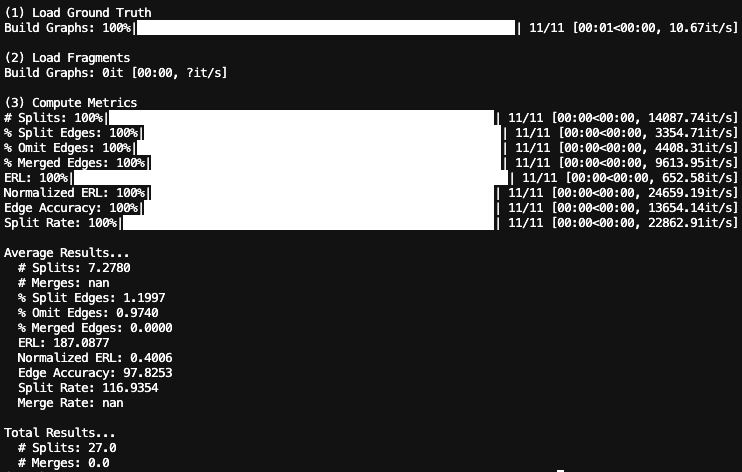 (1) Load Ground Truth
Build Graphs: 100%| | 11/11 [00:01<00:00, 10.67it/s]
(2) Load Fragments
Build Graphs: 0it [00:00, ?it/s]
(3) Compute Metrics
# Splits: 100%| | 11/11 [00:00<00:00, 14087.74it/s]
% Split Edges: 100%| | 11/11 [00:00<00:00, 3354.71it/s]
% Omit Edges: 100%| | 11/11 [00:00<00:00, 4408.31it/s]
% Merged Edges: 100%| | 11/11 [00:00<00:00, 9613.95it/s]
ERL: 100%| | 11/11 [00:00<00:00, 652.58it/s]
Normalized ERL: 100%| | 11/11 [00:00<00:00, 24659.19it/s]
Edge Accuracy: 100%| | 11/11 [00:00<00:00, 13654.14it/s]
Split Rate: 100%| | 11/11 [00:00<00:00, 22862.91it/s]
Average Results...
# Splits: 7.2780
# Merges: nan
% Split Edges: 1.1997
% Omit Edges: 0.9740
% Merged Edges: 0.0000
ERL: 187.0877
Normalized ERL: 0.4006
Edge Accuracy: 97.8253
Split Rate: 116.9354
Merge Rate: nan
Total Results...
# Splits: 27.0
# Merges: 0.0